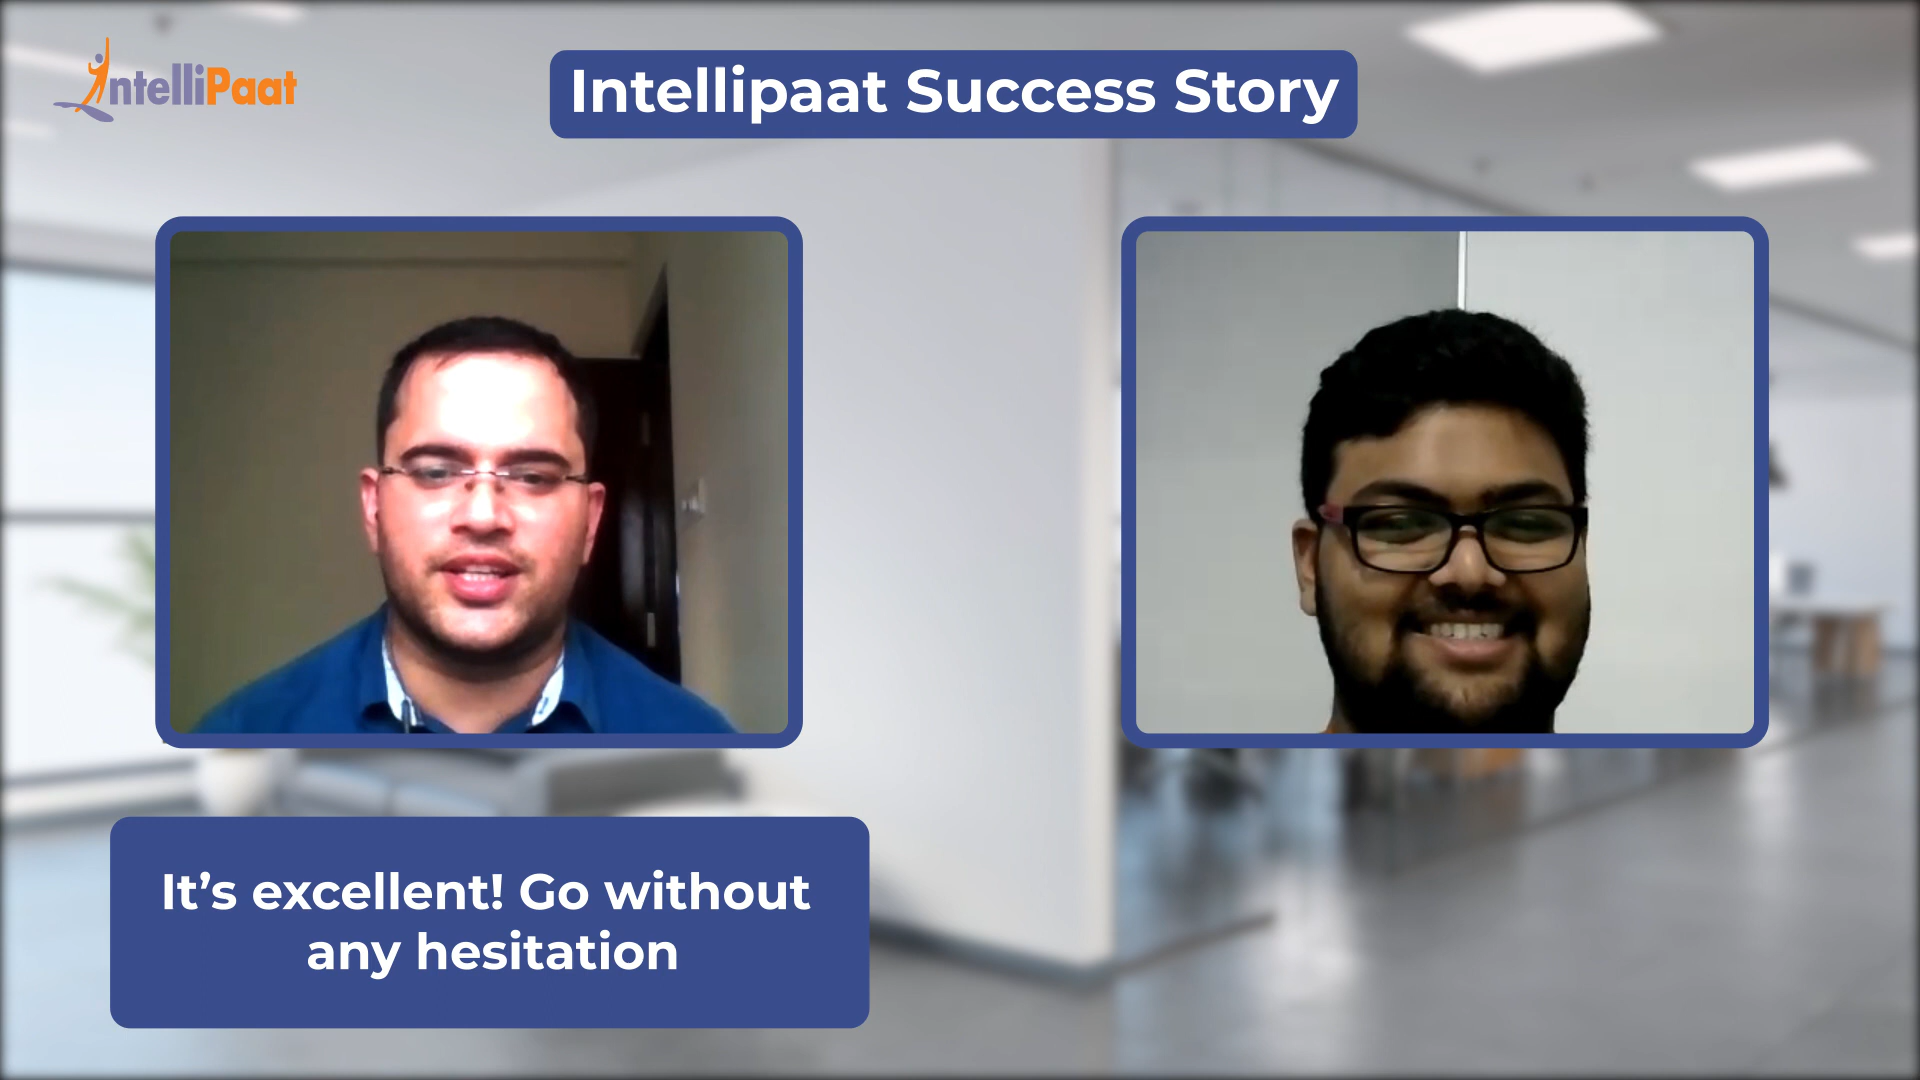 IntelliPaat
Intellipaat Success Story
It’s excellent! Go without
any hesitation